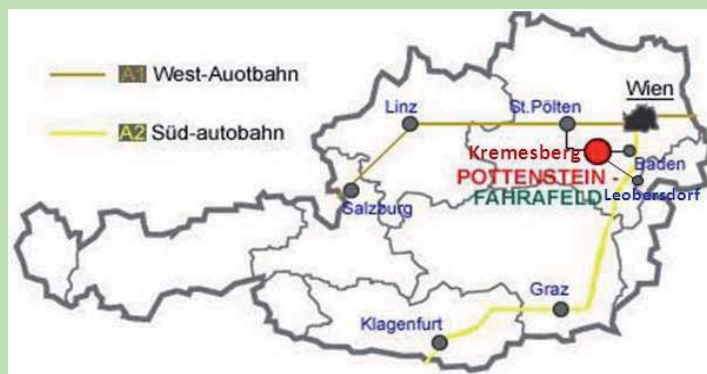 A1 West-Auotbahn
A2 Süd-autobahn
Wien
Linz
St.Pölten
Kremesberg
Baden
POTTENSTEIN -
FAHRAFELD
Leobersdorf
Salzburg
Graz
Klagenfurt